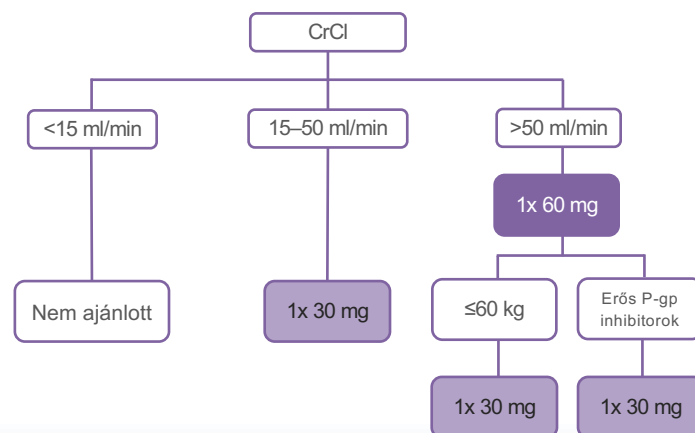 CrCl
<15 ml/min
15–50 ml/min
>50 ml/min
1x 60 mg
Nem ajánlott
1x 30 mg
≤60 kg
Erős P-gp
inhibitorok
1x 30 mg
1x 30 mg